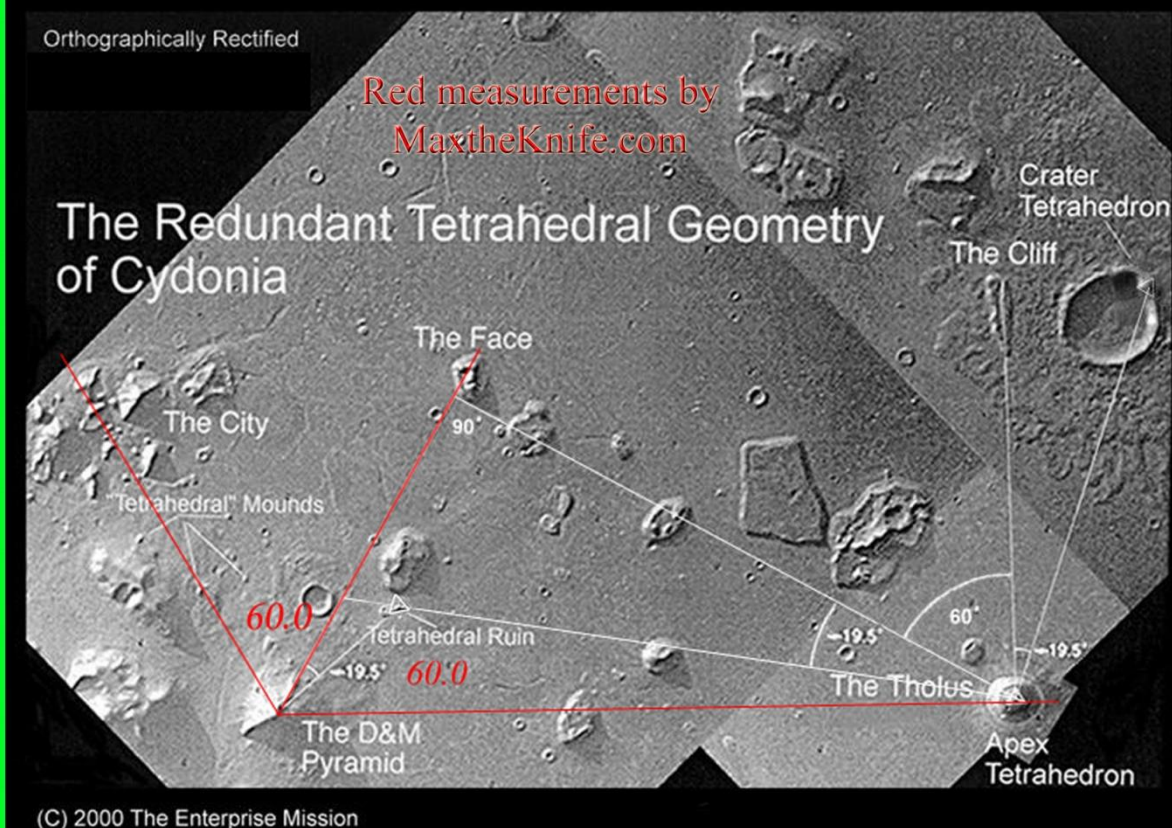 Orthographically Rectified
Red measurements by
MaxtheKnife.com
The Redundant Tetrahedral Geometry
of Cydonia
Crater
Tetrahedron
The Cliff
The Face
90°
The City
"Tetrahedral" Mounds
60.0
Tetrahedral Ruin
~19.5°
60.0
~19.5°
60°
~19.5°
The Tholus
The D&M
Pyramid
Apex
Tetrahedron
(C) 2000 The Enterprise Mission